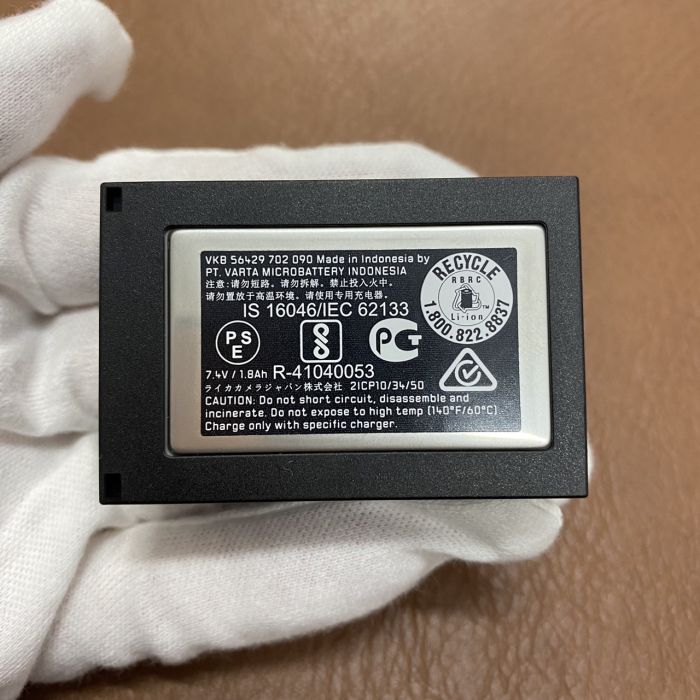 VKB 56429 702 090 Made in Indonesia by
PT. VARTA MICROBATTERY INDONESIA
注意:请勿短路。请勿拆解。禁止投入火中。
请勿置放于高温环境。请使用专用充电器。
IS 16046/IEC 62133
RECYCLE
RBRC
Li-ion
TM
1.800.822.8837
PS
E
PCT
7.4V / 1.8Ah R-41040053
ライカカメラジャパン株式会社 2ICP10/34/50
CAUTION: Do not short circuit, disassemble and
incinerate. Do not expose to high temp (140°F/60°C)
Charge only with specific charger.